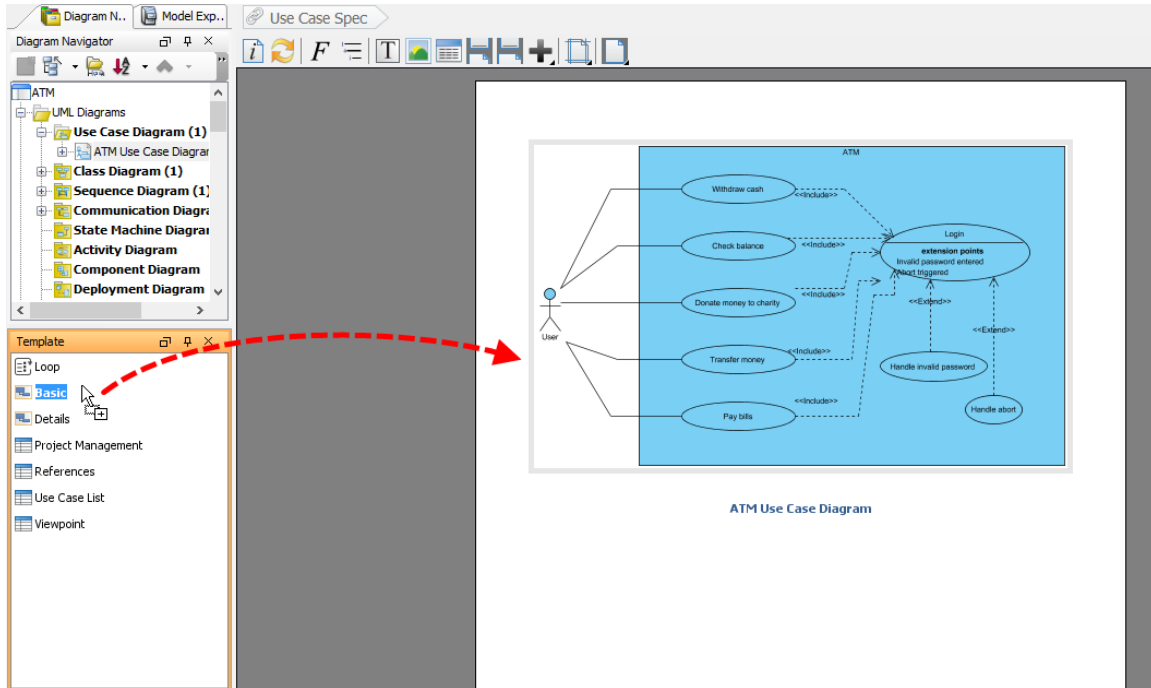 Diagram N..
Model Exp..
Use Case Spec
Diagram Navigator
ATM
UML Diagrams
Use Case Diagram (1)
ATM Use Case Diagrar
Class Diagram (1)
Sequence Diagram (1)
Communication Diagra
State Machine Diagrar
Activity Diagram
Component Diagram
Deployment Diagram
Template
Loop
Basic
Details
Project Management
References
Use Case List
Viewpoint
i
F
T
ATM
Withdraw cash
<<Include>>
Check balance
<<Include>>
Login
extension points
Invalid password entered
Abort triggered
Donate money to charity
<<Include>>
<<Extend>>
User
<<Extend>>
Transfer money
<<Include>>
Handle invalid password
Pay bills
<<Include>>
Handle abort
ATM Use Case Diagram